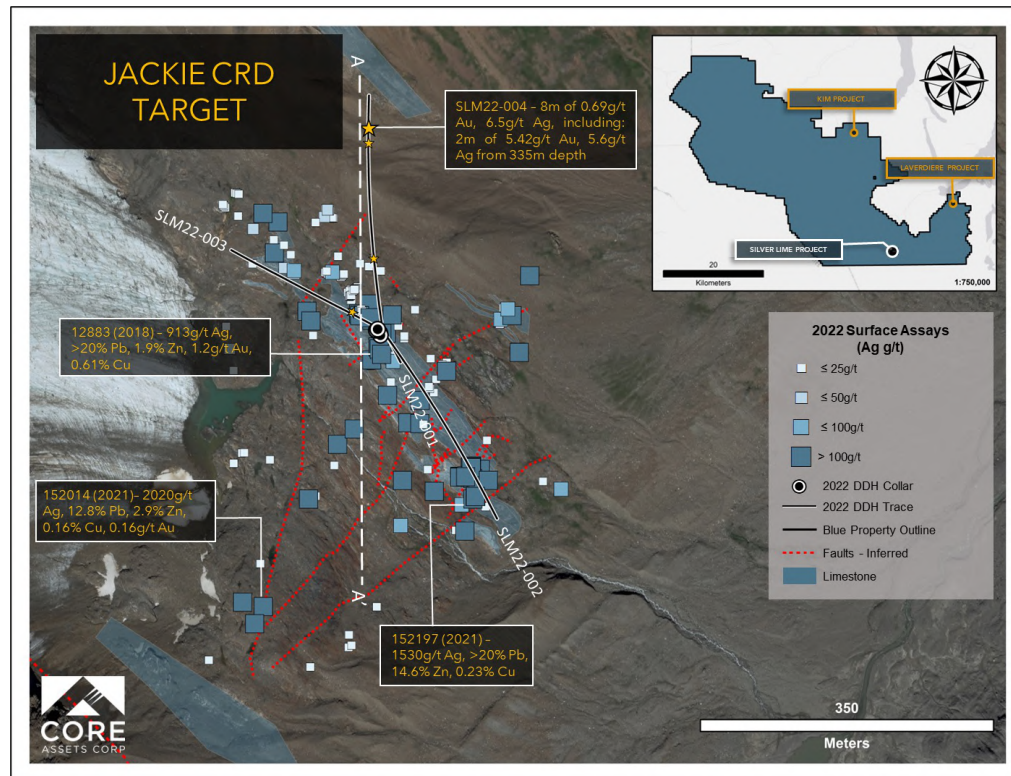 JACKIE CRD
TARGET
A
SLM22-004 – 8m of 0.69g/t
Au, 6.5g/t Ag, including:
2m of 5.42g/t Au, 5.6g/t
Ag from 335m depth
KIM PROJECT
LAVERDIERE PROJECT
SILVER LIME PROJECT
20
Kilometers
1:750,000
SLM22-003
12883 (2018) – 913g/t Ag,
>20% Pb, 1.9% Zn, 1.2g/t Au,
0.61% Cu
SLM22-001
2022 Surface Assays
(Ag g/t)
≤ 25g/t
≤ 50g/t
≤ 100g/t
> 100g/t
2022 DDH Collar
2022 DDH Trace
Blue Property Outline
Faults - Inferred
Limestone
152014 (2021)- 2020g/t
Ag, 12.8% Pb, 2.9% Zn,
0.16% Cu, 0.16g/t Au
SLM22-002
A'
152197 (2021) –
1530g/t Ag, >20% Pb,
14.6% Zn, 0.23% Cu
CORE
ASSETS CORP
350
Meters